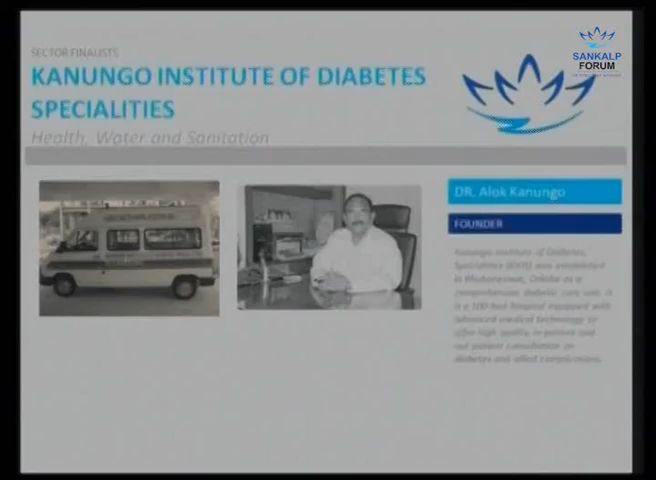 SECTOR FINALISTS
KANUNGO INSTITUTE OF DIABETES
SPECIALITIES
Health, Water and Sanitation
SANKALP
FORUM
DR. Alok Kanungo
FOUNDER
Kanungo Institute of Diabetes,
Specialities (KIDS) was established
in Bhubaneswar, Odisha as a
comprehensive diabetic care unit. It
is a 100-bed hospital equipped with
advanced medical technology to
offer high quality in-patient and
out patient consultation on
diabetes and allied complications.